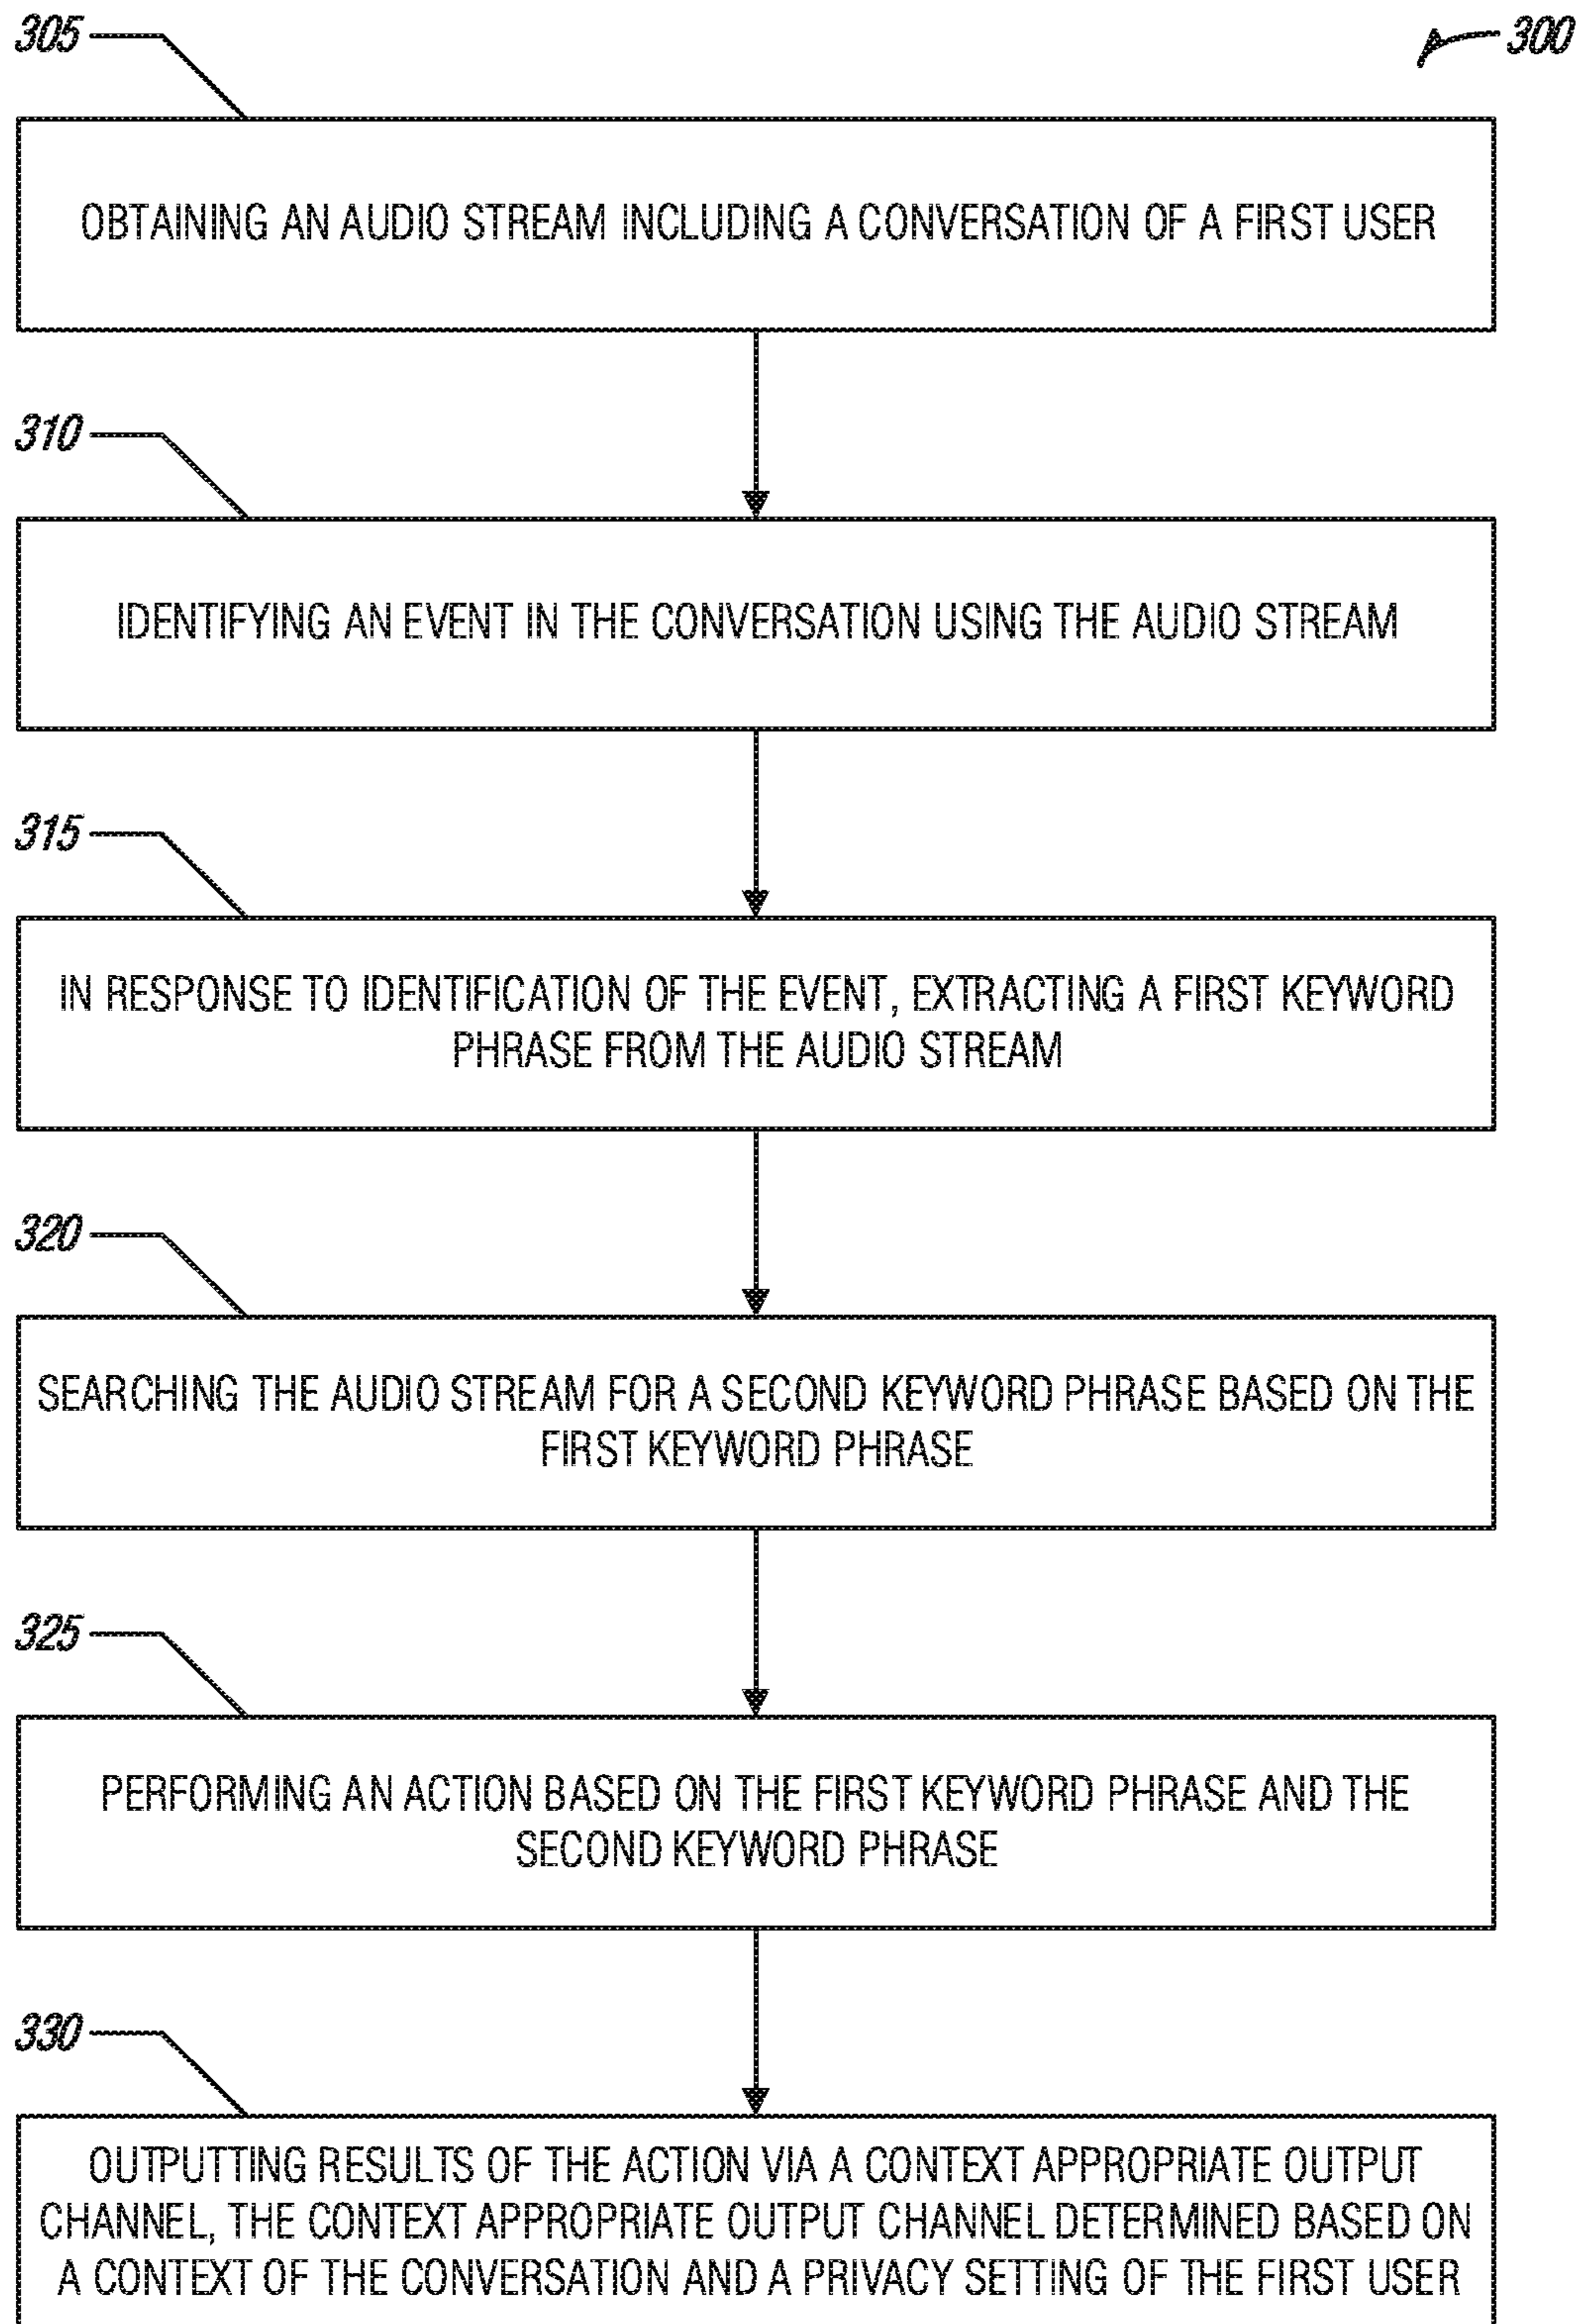 305
300
OBTAINING AN AUDIO STREAM INCLUDING A CONVERSATION OF A FIRST USER
310
IDENTIFYING AN EVENT IN THE CONVERSATION USING THE AUDIO STREAM
315
IN RESPONSE TO IDENTIFICATION OF THE EVENT, EXTRACTING A FIRST KEYWORD
PHRASE FROM THE AUDIO STREAM
320
SEARCHING THE AUDIO STREAM FOR A SECOND KEYWORD PHRASE BASED ON THE
FIRST KEYWORD PHRASE
325
PERFORMING AN ACTION BASED ON THE FIRST KEYWORD PHRASE AND THE
SECOND KEYWORD PHRASE
330
OUTPUTTING RESULTS OF THE ACTION VIA A CONTEXT APPROPRIATE OUTPUT
CHANNEL, THE CONTEXT APPROPRIATE OUTPUT CHANNEL DETERMINED BASED ON
A CONTEXT OF THE CONVERSATION AND A PRIVACY SETTING OF THE FIRST USER